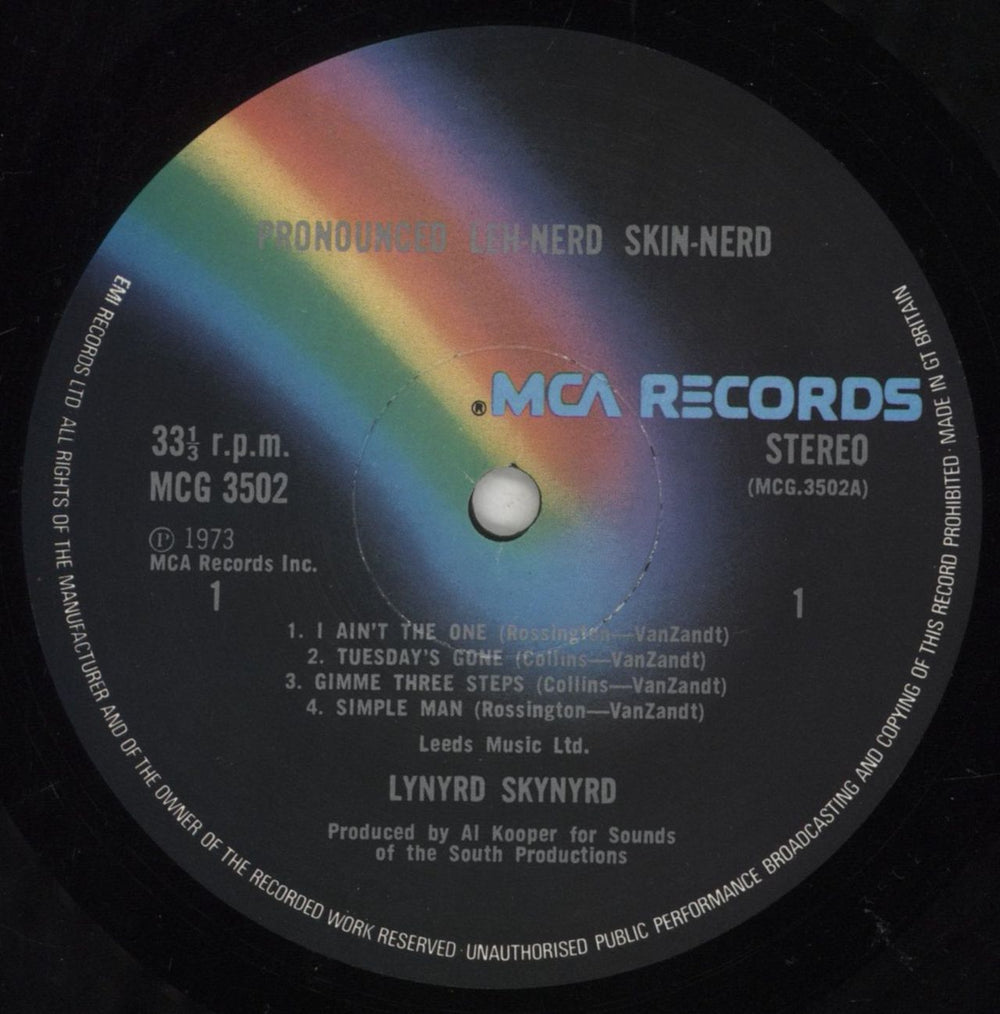 PRONOUNCED LEH-NERD SKIN-NERD
® MCA RECORDS
33⅓ r.p.m.
STEREO
MCG 3502
(MCG.3502A)
Ⓟ 1973
MCA Records Inc.
1
1
1. I AIN'T THE ONE (Rossington—VanZandt)
2. TUESDAY'S GONE (Collins—VanZandt)
3. GIMME THREE STEPS (Collins—VanZandt)
4. SIMPLE MAN (Rossington—VanZandt)
Leeds Music Ltd.
LYNYRD SKYNYRD
Produced by Al Kooper for Sounds
of the South Productions
EMI RECORDS LTD ALL RIGHTS OF THE MANUFACTURER AND OF THE OWNER OF THE RECORDED WORK RESERVED · UNAUTHORISED PUBLIC PERFORMANCE BROADCASTING AND COPYING OF THIS RECORD PROHIBITED · MADE IN GT BRITAIN